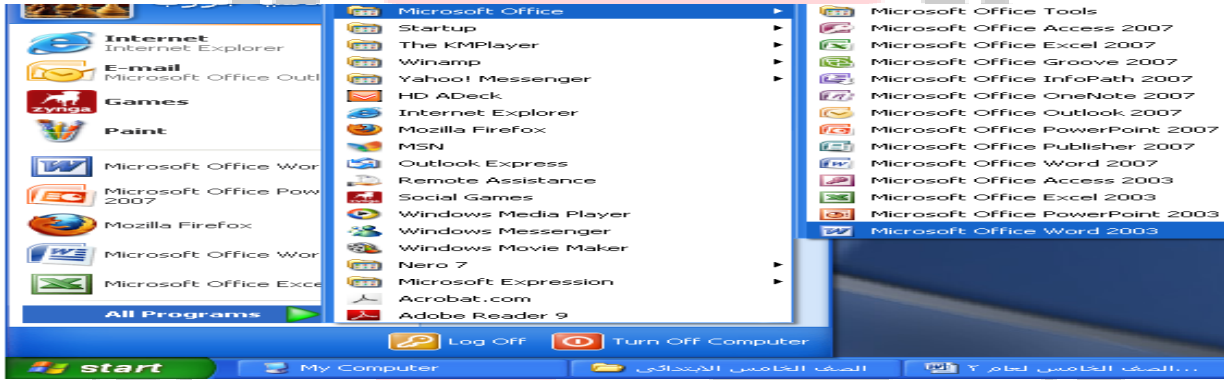 Internet
Internet Explorer
E-mail
Microsoft Office Outl
zynga
Games
Paint
Microsoft Office Wor
Microsoft Office Pow
2007
Mozilla Firefox
Microsoft Office Wor
Microsoft Office Exce
All Programs
Microsoft Office
Startup
The KMPlayer
Winamp
Yahoo! Messenger
HD ADeck
Internet Explorer
Mozilla Firefox
MSN
Outlook Express
Remote Assistance
Social Games
Windows Media Player
Windows Messenger
Windows Movie Maker
Nero 7
Microsoft Expression
Acrobat.com
Adobe Reader 9
Microsoft Office Tools
Microsoft Office Access 2007
Microsoft Office Excel 2007
Microsoft Office Groove 2007
Microsoft Office InfoPath 2007
Microsoft Office OneNote 2007
Microsoft Office Outlook 2007
Microsoft Office PowerPoint 2007
Microsoft Office Publisher 2007
Microsoft Office Word 2007
Microsoft Office Access 2003
Microsoft Office Excel 2003
Microsoft Office PowerPoint 2003
Microsoft Office Word 2003
Log Off
Turn Off Computer
start
My Computer
الصف الخامس الابتدائى
الصف الخامس لعام ٢...